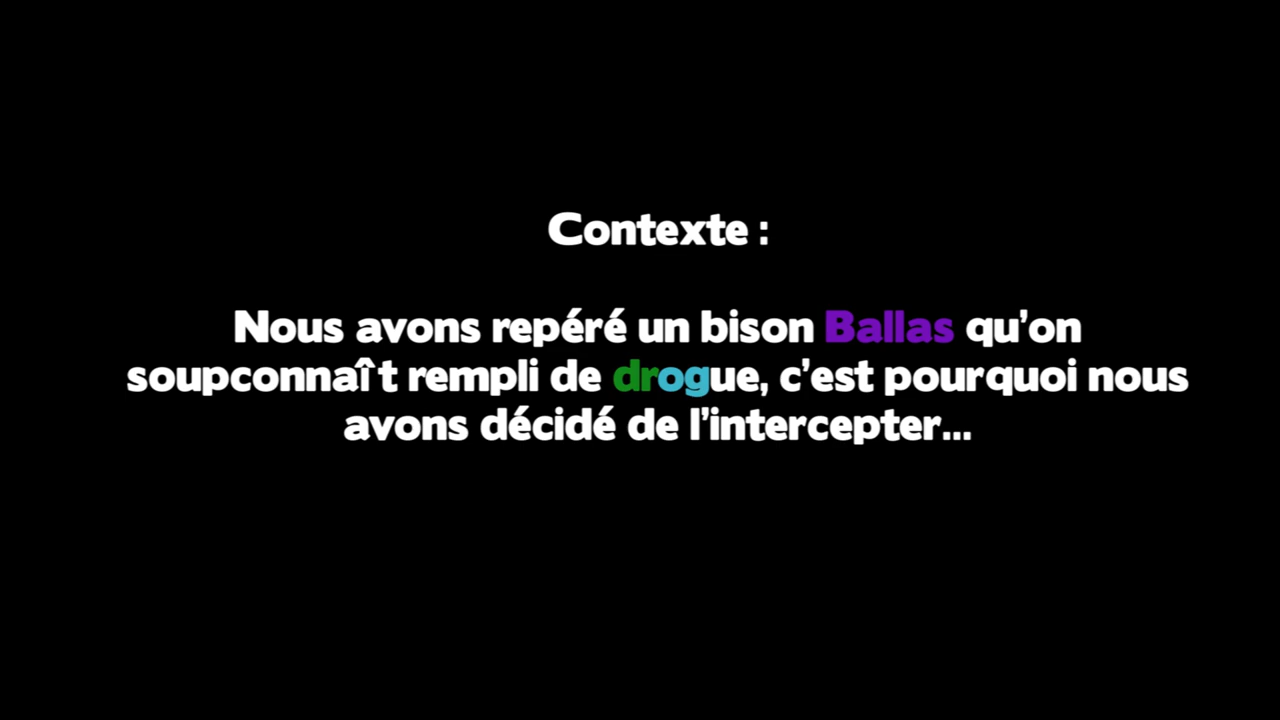 Contexte :
Nous avons repéré un bison Ballas qu'on
soupconnaît rempli de drogue, c'est pourquoi nous
avons décidé de l'intercepter...